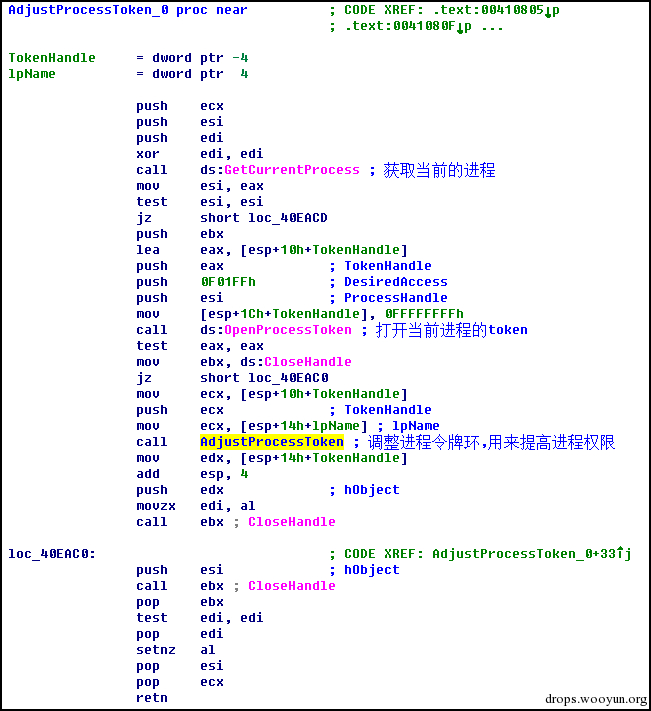 AdjustProcessToken_0 proc near ; CODE XREF: .text:00410805↓p
; .text:0041080F↓p ...
TokenHandle = dword ptr -4
lpName = dword ptr 4
push ecx
push esi
push edi
xor edi, edi
call ds:GetCurrentProcess ; 获取当前的进程
mov esi, eax
test esi, esi
jz short loc_40EACD
push ebx
lea eax, [esp+10h+TokenHandle]
push eax ; TokenHandle
push 0F01FFh ; DesiredAccess
push esi ; ProcessHandle
mov [esp+1Ch+TokenHandle], 0FFFFFFFFh
call ds:OpenProcessToken ; 打开当前进程的token
test eax, eax
mov ebx, ds:CloseHandle
jz short loc_40EAC0
mov ecx, [esp+10h+TokenHandle]
push ecx ; TokenHandle
mov ecx, [esp+14h+lpName] ; lpName
call AdjustProcessToken ; 调整进程令牌环,用来提高进程权限
mov edx, [esp+14h+TokenHandle]
add esp, 4
push edx ; hObject
movzx edi, al
call ebx ; CloseHandle
loc_40EAC0: ; CODE XREF: AdjustProcessToken_0+33↑j
push esi ; hObject
call ebx ; CloseHandle
pop ebx
test edi, edi
pop edi
setnz al
pop esi
pop ecx
retn
drops.wooyun.org